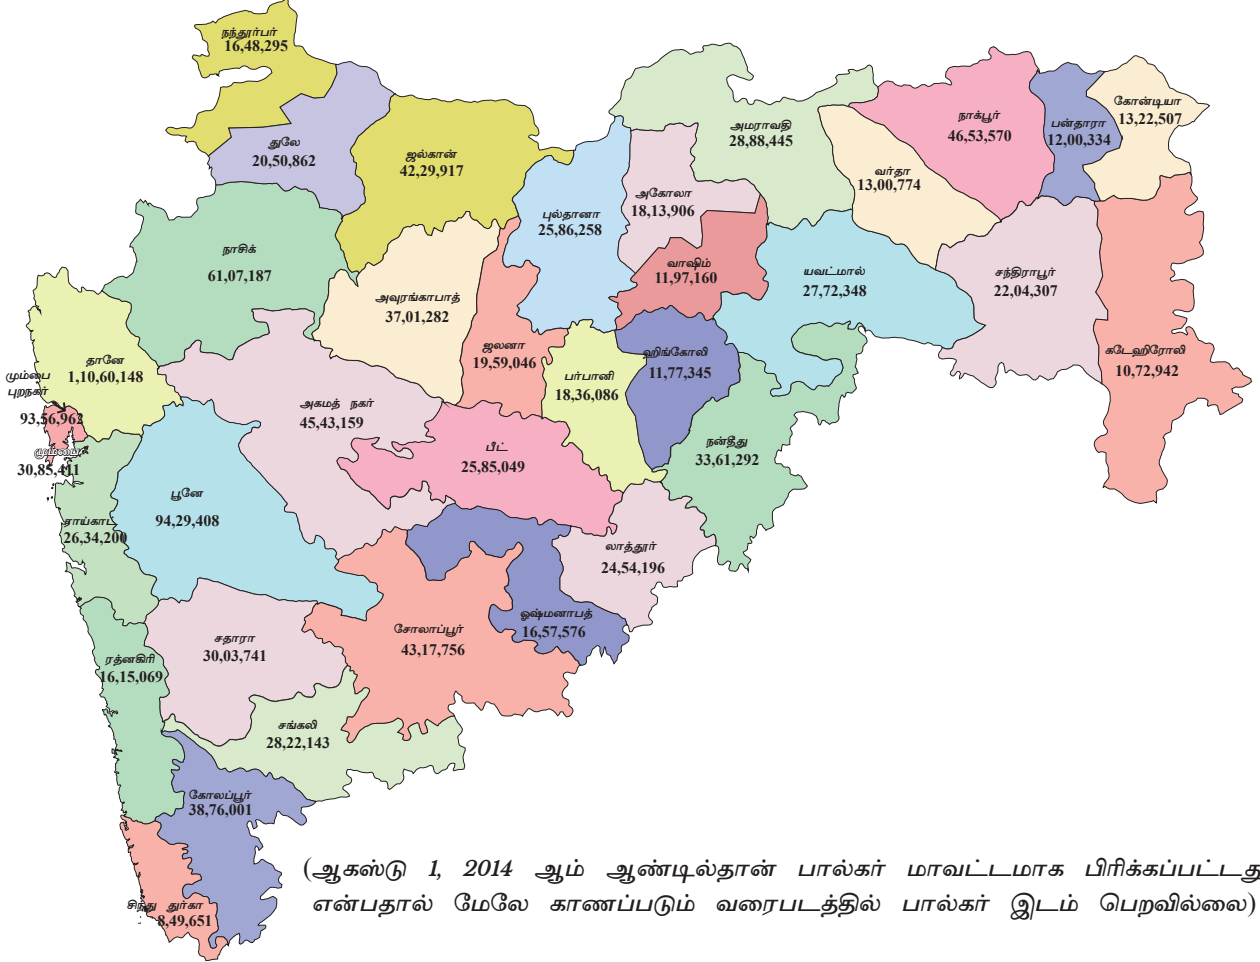 நந்தூர்பர்
16,48,295
துலே
20,50,862
ஜல்கான்
42,29,917
அமராவதி
28,88,445
நாக்பூர்
46,53,570
பன்தாரா
12,00,334
கோன்டியா
13,22,507
வர்தா
13,00,774
அகோலா
18,13,906
புல்தானா
25,86,258
நாசிக்
61,07,187
வாஷிம்
11,97,160
யவட்மால்
27,72,348
சந்திராபூர்
22,04,307
அவுரங்காபாத்
37,01,282
ஜலனா
19,59,046
ஹிங்கோலி
11,77,345
கடேஹிரோலி
10,72,942
தானே
1,10,60,148
பர்பானி
18,36,086
மும்பை
புறநகர்
93,56,962
அகமத் நகர்
45,43,159
மும்பை
30,85,411
பீட்
25,85,049
நன்தீது
33,61,292
பூனே
94,29,408
ராய்காட்
26,34,200
லாத்தூர்
24,54,196
ஓஷ்மனாபத்
16,57,576
சோலாப்பூர்
43,17,756
சதாரா
30,03,741
ரத்னகிரி
16,15,069
சங்கலி
28,22,143
கோலப்பூர்
38,76,001
சிந்து துர்கா
8,49,651
(ஆகஸ்டு 1, 2014 ஆம் ஆண்டில்தான் பால்கர் மாவட்டமாக பிரிக்கப்பட்டது
என்பதால் மேலே காணப்படும் வரைபடத்தில் பால்கர் இடம் பெறவில்லை)